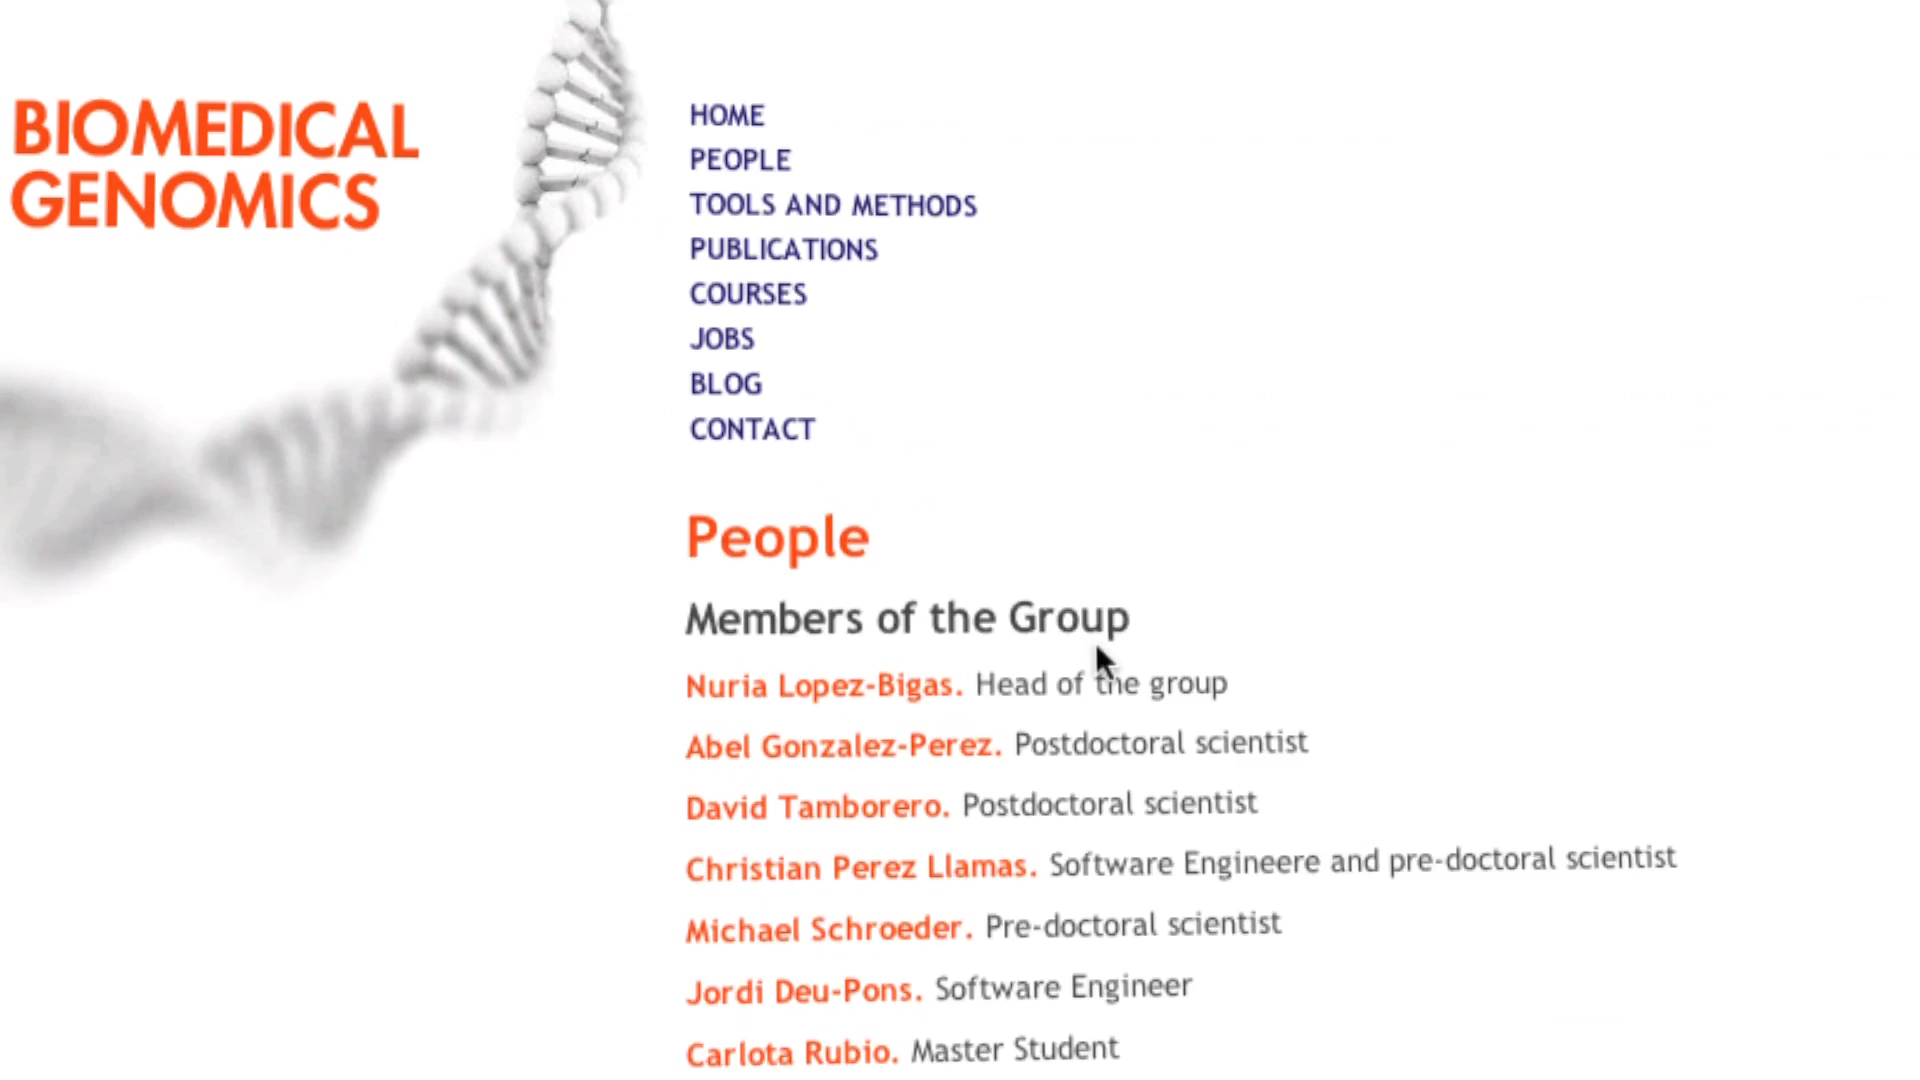 BIOMEDICAL
GENOMICS
HOME
PEOPLE
TOOLS AND METHODS
PUBLICATIONS
COURSES
JOBS
BLOG
CONTACT
People
Members of the Group
Nuria Lopez-Bigas. Head of the group
Abel Gonzalez-Perez. Postdoctoral scientist
David Tamborero. Postdoctoral scientist
Christian Perez Llamas. Software Engineere and pre-doctoral scientist
Michael Schroeder. Pre-doctoral scientist
Jordi Deu-Pons. Software Engineer
Carlota Rubio. Master Student